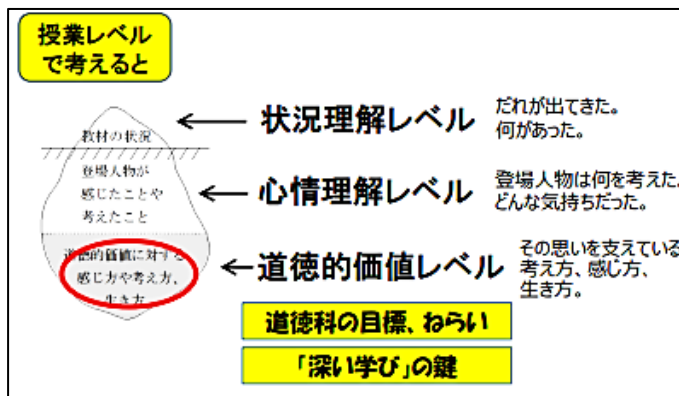 授業レベル
で考えると
教材の状況
登場人物が
感じたことや
考えたこと
道徳的価値に対する
感じ方や考え方、
生き方
状況理解レベル
だれが出てきた。
何があった。
心情理解レベル
登場人物は何を考えた。
どんな気持ちだった。
道徳的価値レベル
その思いを支えている
考え方、感じ方、
生き方。
道徳科の目標、ねらい
「深い学び」の鍵